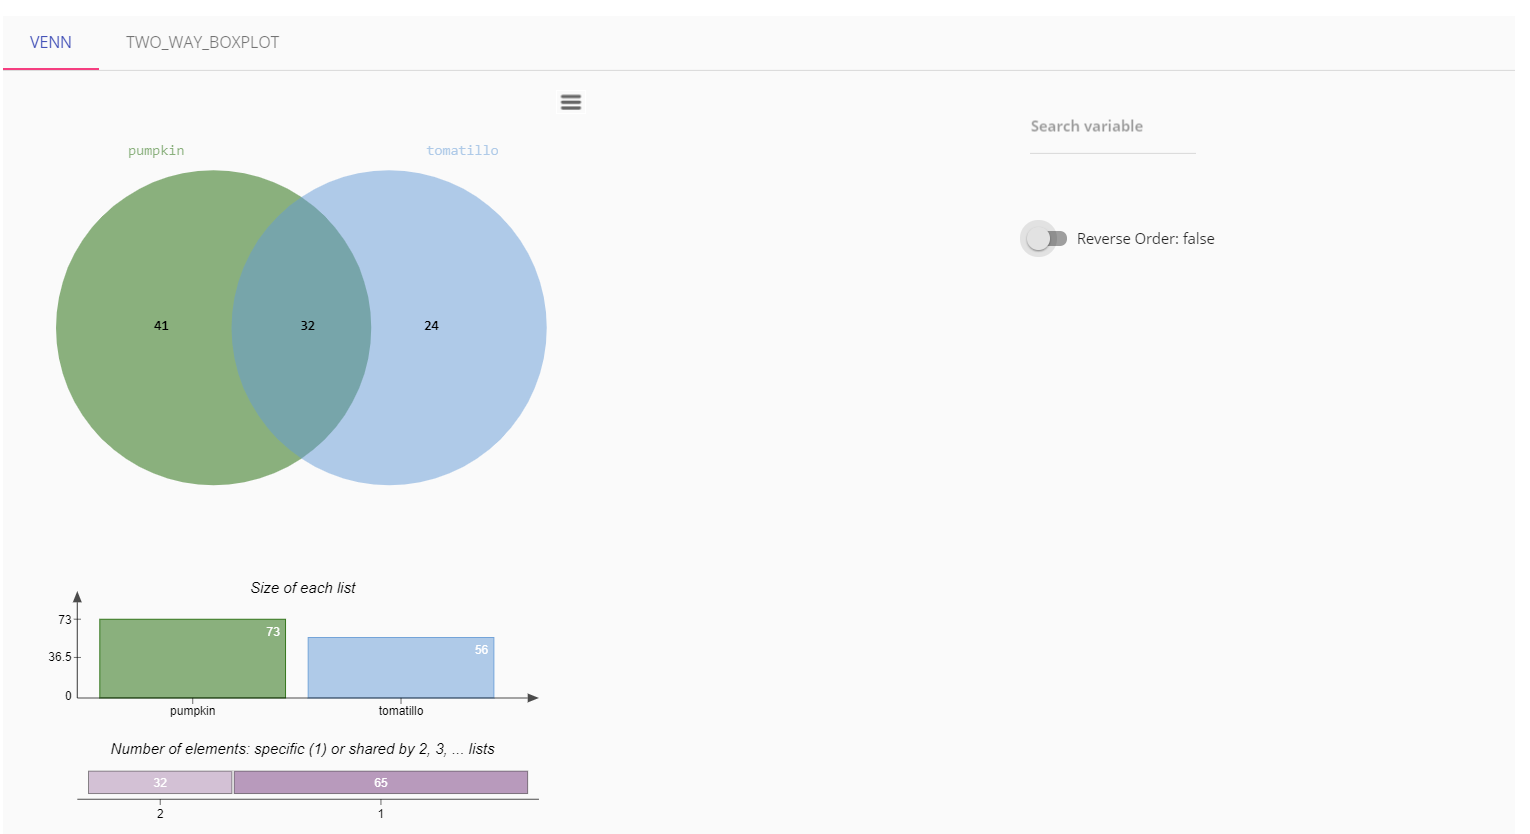 VENN TWO_WAY_BOXPLOT
Search variable
pumpkin tomatillo
Reverse Order: false
41 32 24
Size of each list
73
73
56
36.5
0
pumpkin tomatillo
Number of elements: specific (1) or shared by 2, 3, ... lists
32 65
2 1